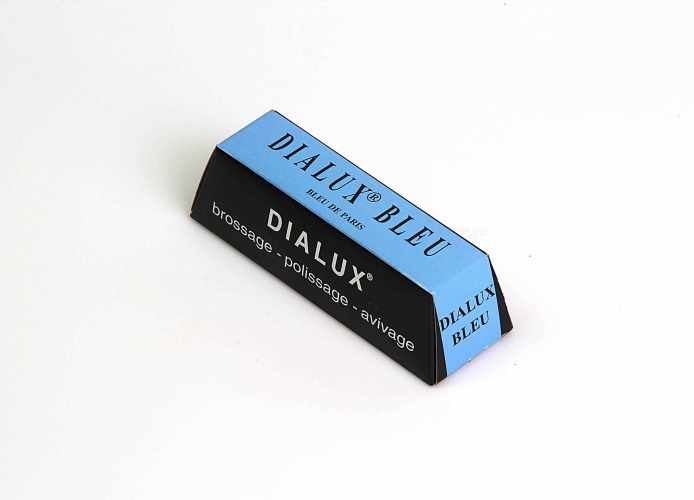 DIALUX® BLEU
BLEU DE PARIS
DIALUX®
brossage - polissage - avivage
DIALUX
BLEU